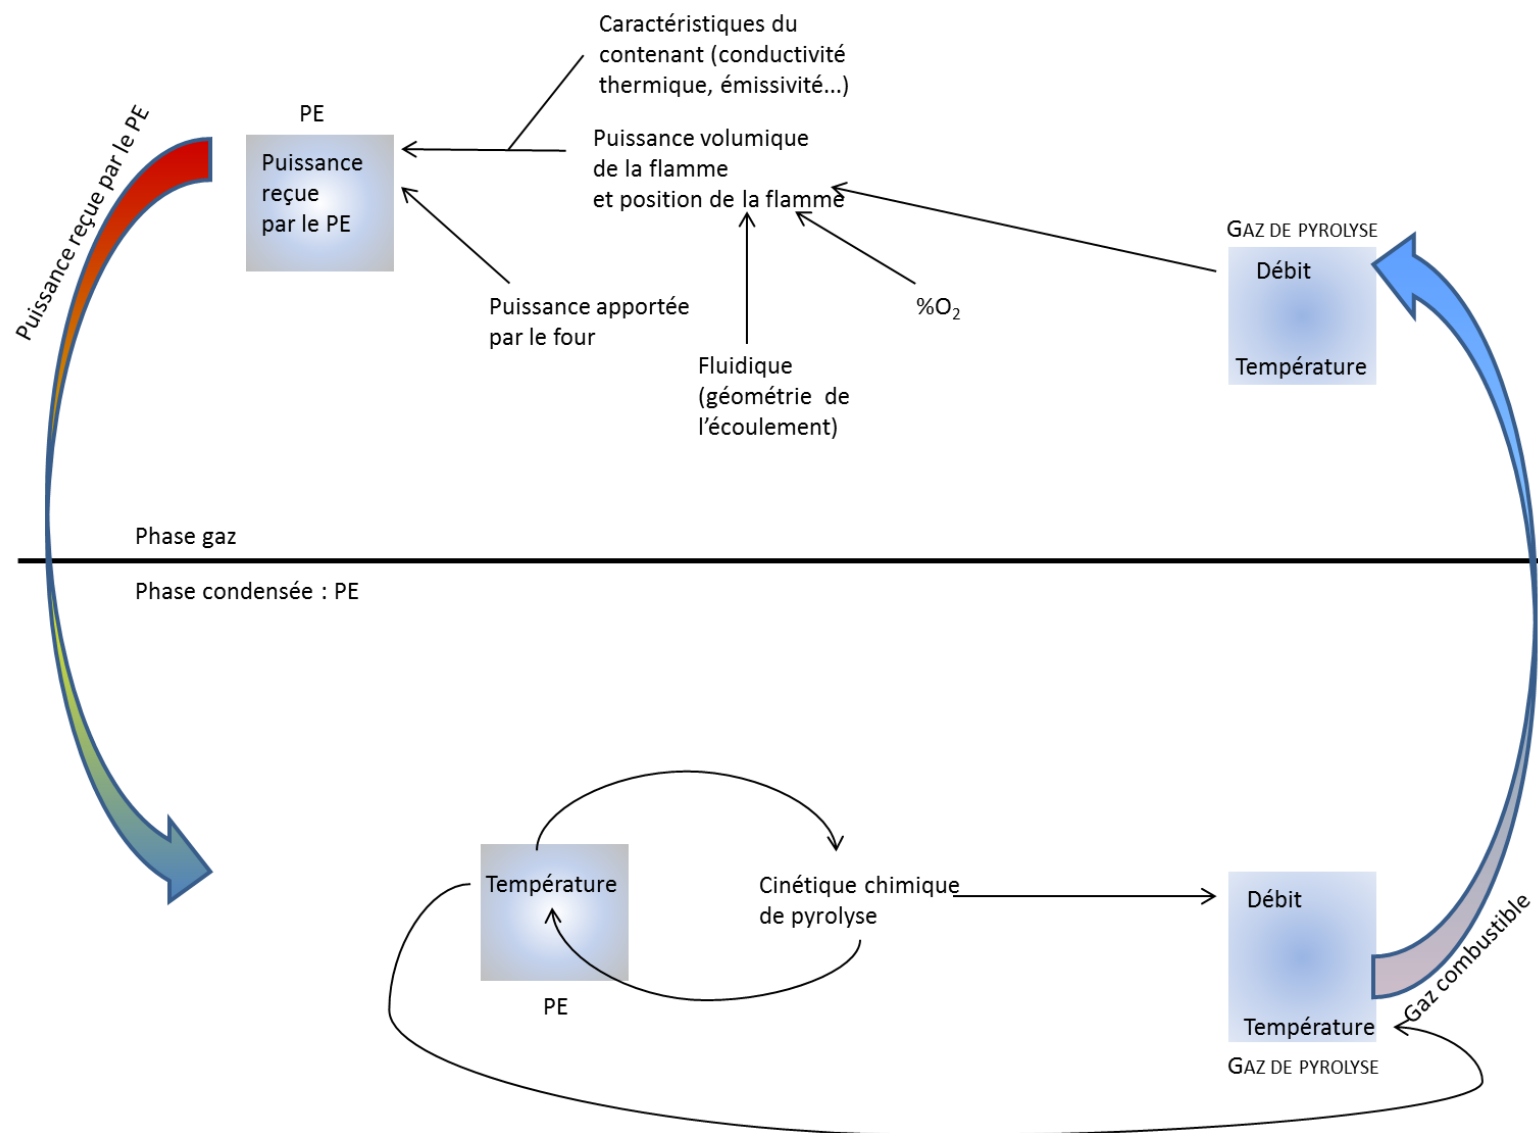 Caractéristiques du
contenant (conductivité
thermique, émissivité...)
PE
Puissance reçue par le PE
Puissance
reçue
par le PE
Puissance volumique
de la flamme
et position de la flamme
GAZ DE PYROLYSE
Débit
Température
Puissance apportée
par le four
%O₂
Fluidique
(géométrie de
l’écoulement)
Phase gaz
Phase condensée : PE
Température
PE
Cinétique chimique
de pyrolyse
Débit
Température
GAZ DE PYROLYSE
Gaz combustible